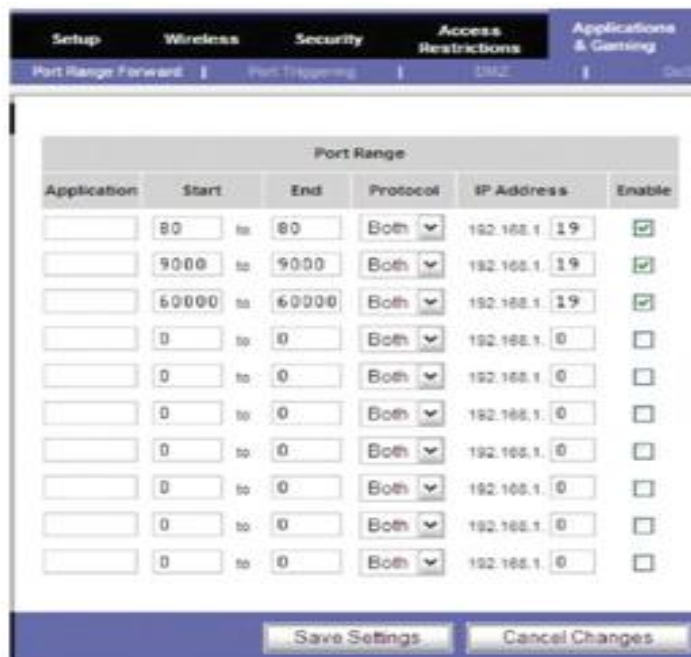 Setup Wireless Security Access Restrictions Applications & Gaming
Port Range Forward | Port Triggering | DMZ |
Port Range
Application Start End Protocol IP Address Enable
80 to 80 Both 192.168.1. 19
9000 to 9000 Both 192.168.1. 19
60000 to 60000 Both 192.168.1. 19
0 to 0 Both 192.168.1. 0
0 to 0 Both 192.168.1. 0
0 to 0 Both 192.168.1. 0
0 to 0 Both 192.168.1. 0
0 to 0 Both 192.168.1. 0
0 to 0 Both 192.168.1. 0
0 to 0 Both 192.168.1. 0
Save Settings Cancel Changes